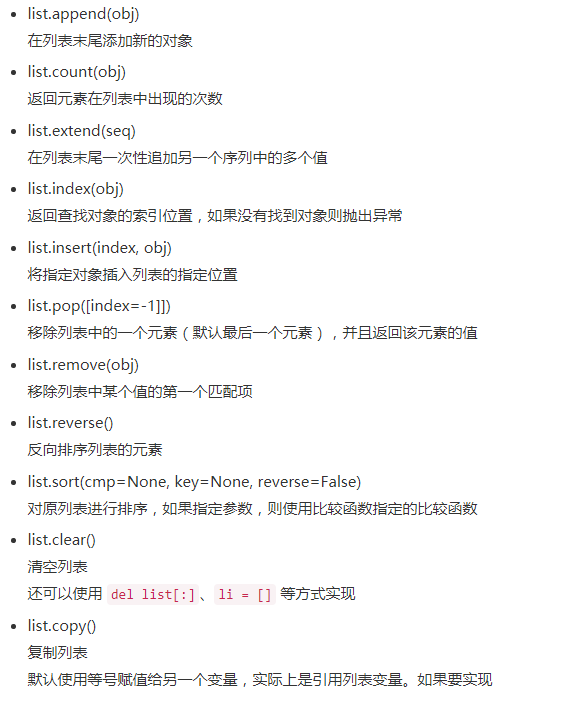 list.append(obj)
在列表末尾添加新的对象
list.count(obj)
返回元素在列表中出现的次数
list.extend(seq)
在列表末尾一次性追加另一个序列中的多个值
list.index(obj)
返回查找对象的索引位置，如果没有找到对象则抛出异常
list.insert(index, obj)
将指定对象插入列表的指定位置
list.pop([index=-1]])
移除列表中的一个元素（默认最后一个元素），并且返回该元素的值
list.remove(obj)
移除列表中某个值的第一个匹配项
list.reverse()
反向排序列表的元素
list.sort(cmp=None, key=None, reverse=False)
对原列表进行排序，如果指定参数，则使用比较函数指定的比较函数
list.clear()
清空列表
还可以使用 del list[:]、li = [] 等方式实现
list.copy()
复制列表
默认使用等号赋值给另一个变量，实际上是引用列表变量。如果要实现